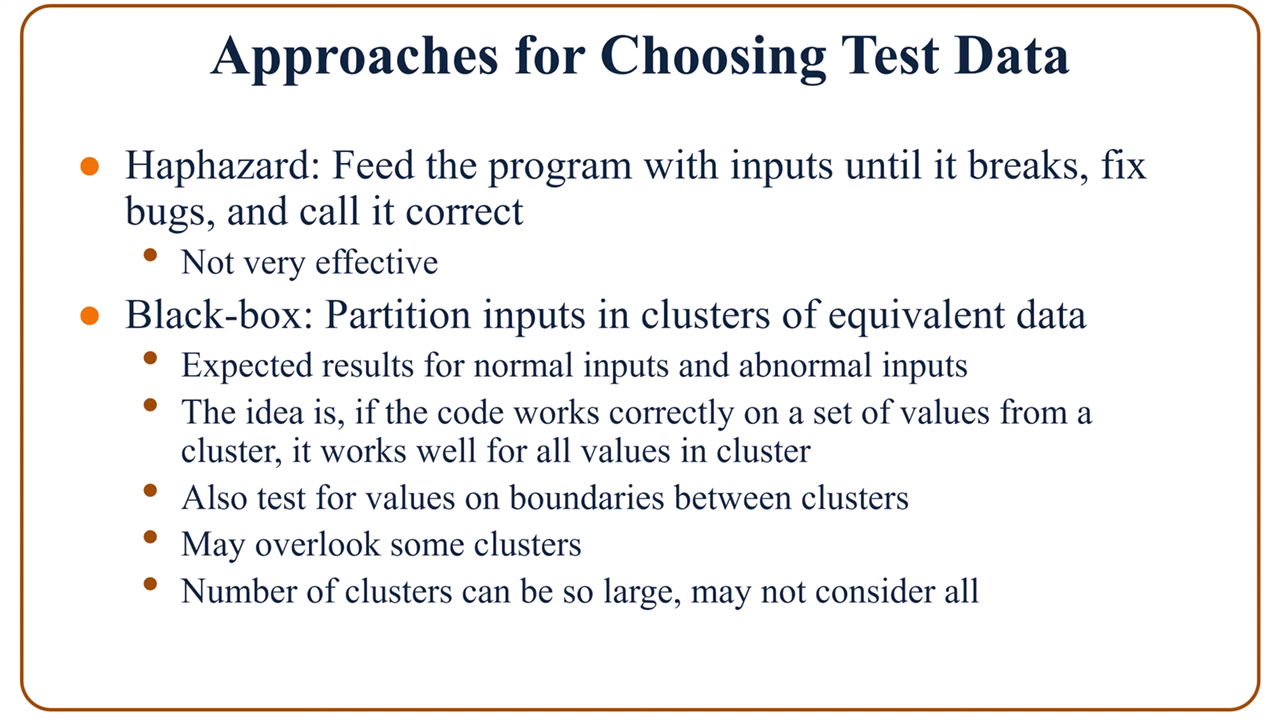 Approaches for Choosing Test Data
Haphazard: Feed the program with inputs until it breaks, fix
bugs, and call it correct
Not very effective
Black-box: Partition inputs in clusters of equivalent data
Expected results for normal inputs and abnormal inputs
The idea is, if the code works correctly on a set of values from a
cluster, it works well for all values in cluster
Also test for values on boundaries between clusters
May overlook some clusters
Number of clusters can be so large, may not consider all